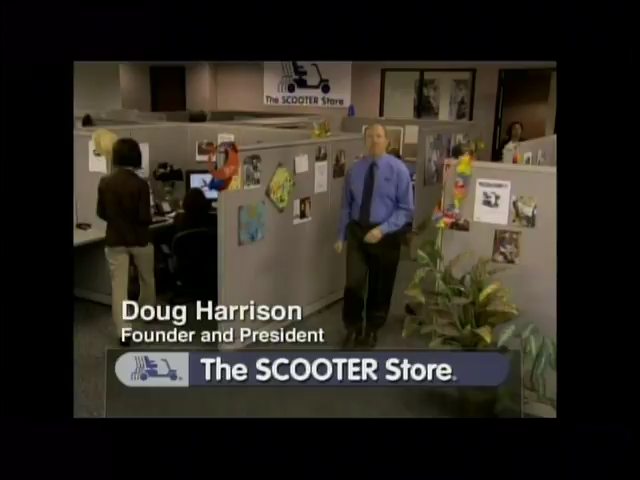 The SCOOTER Store
Doug Harrison
Founder and President
The SCOOTER Store®